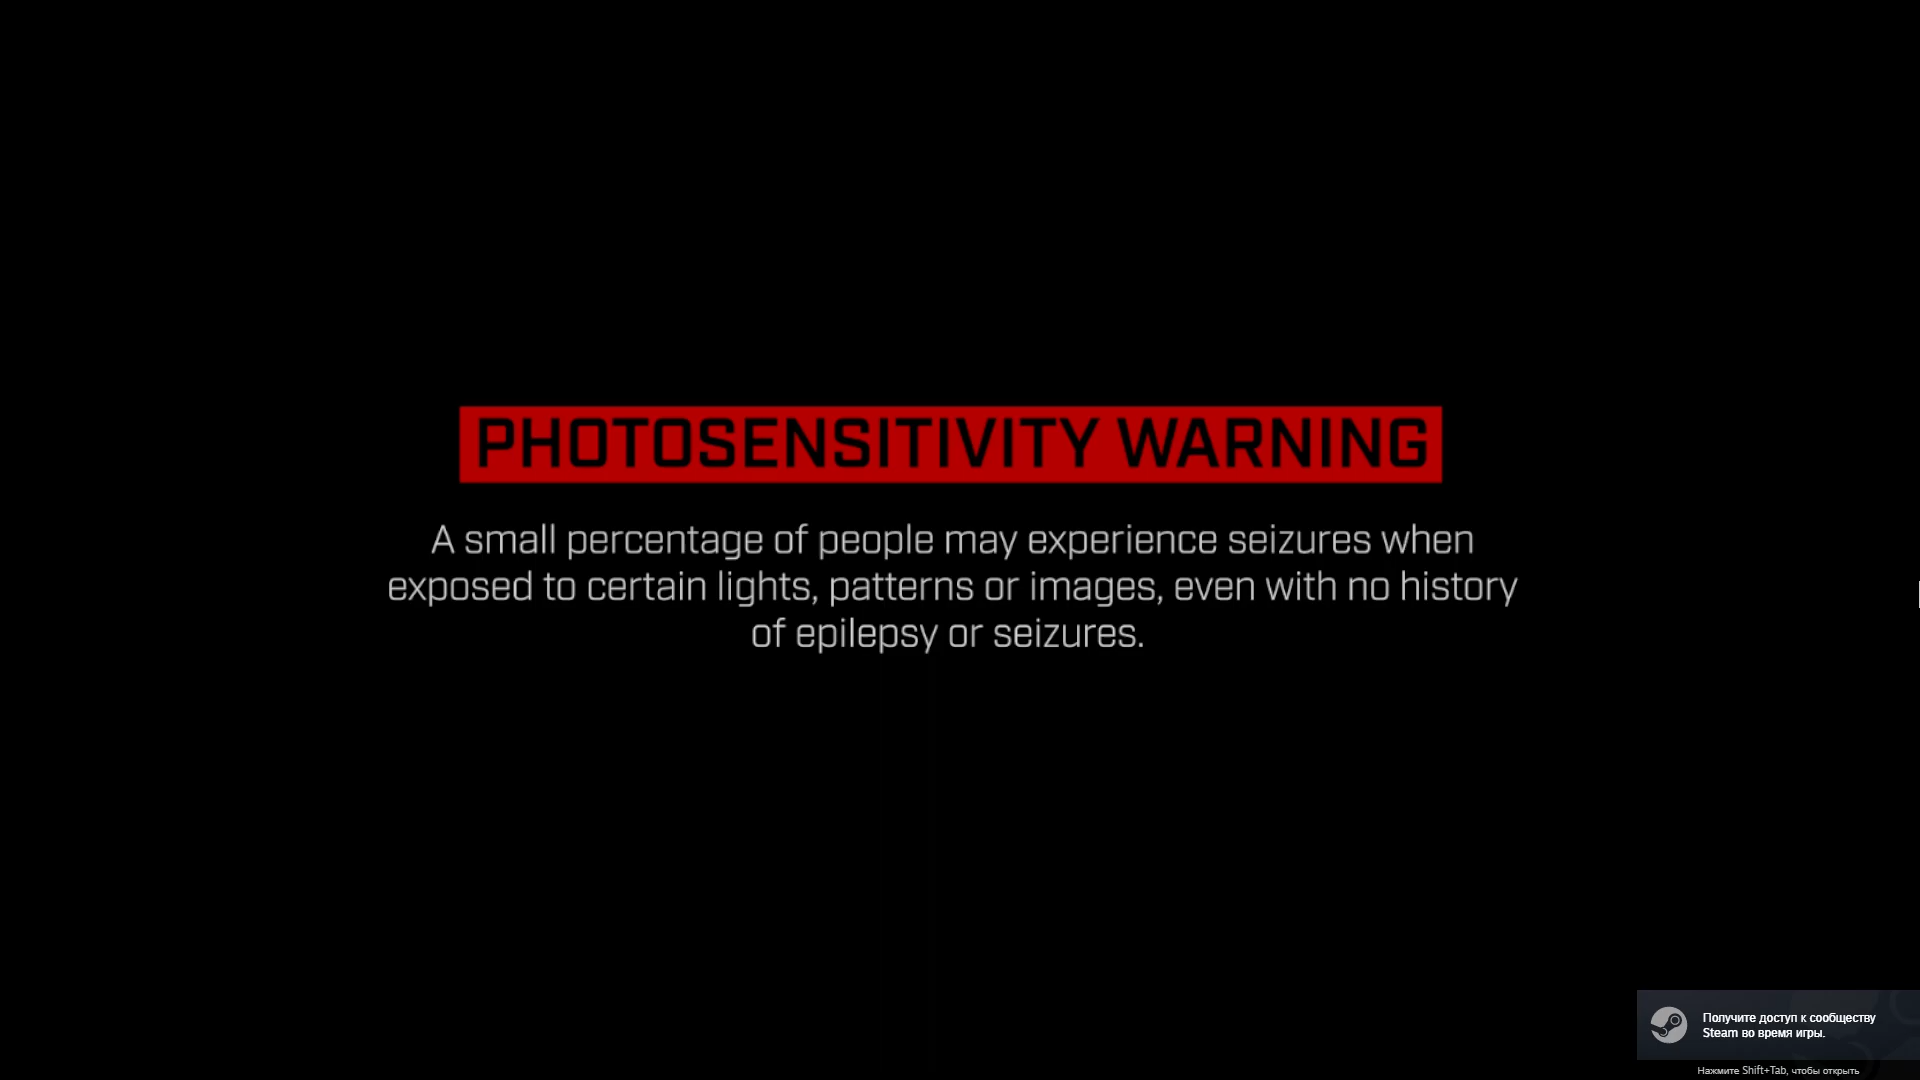 PHOTOSENSITIVITY WARNING
A small percentage of people may experience seizures when
exposed to certain lights, patterns or images, even with no history
of epilepsy or seizures.
Получите доступ к сообществу
Steam во время игры.
Нажмите Shift+Tab, чтобы открыть